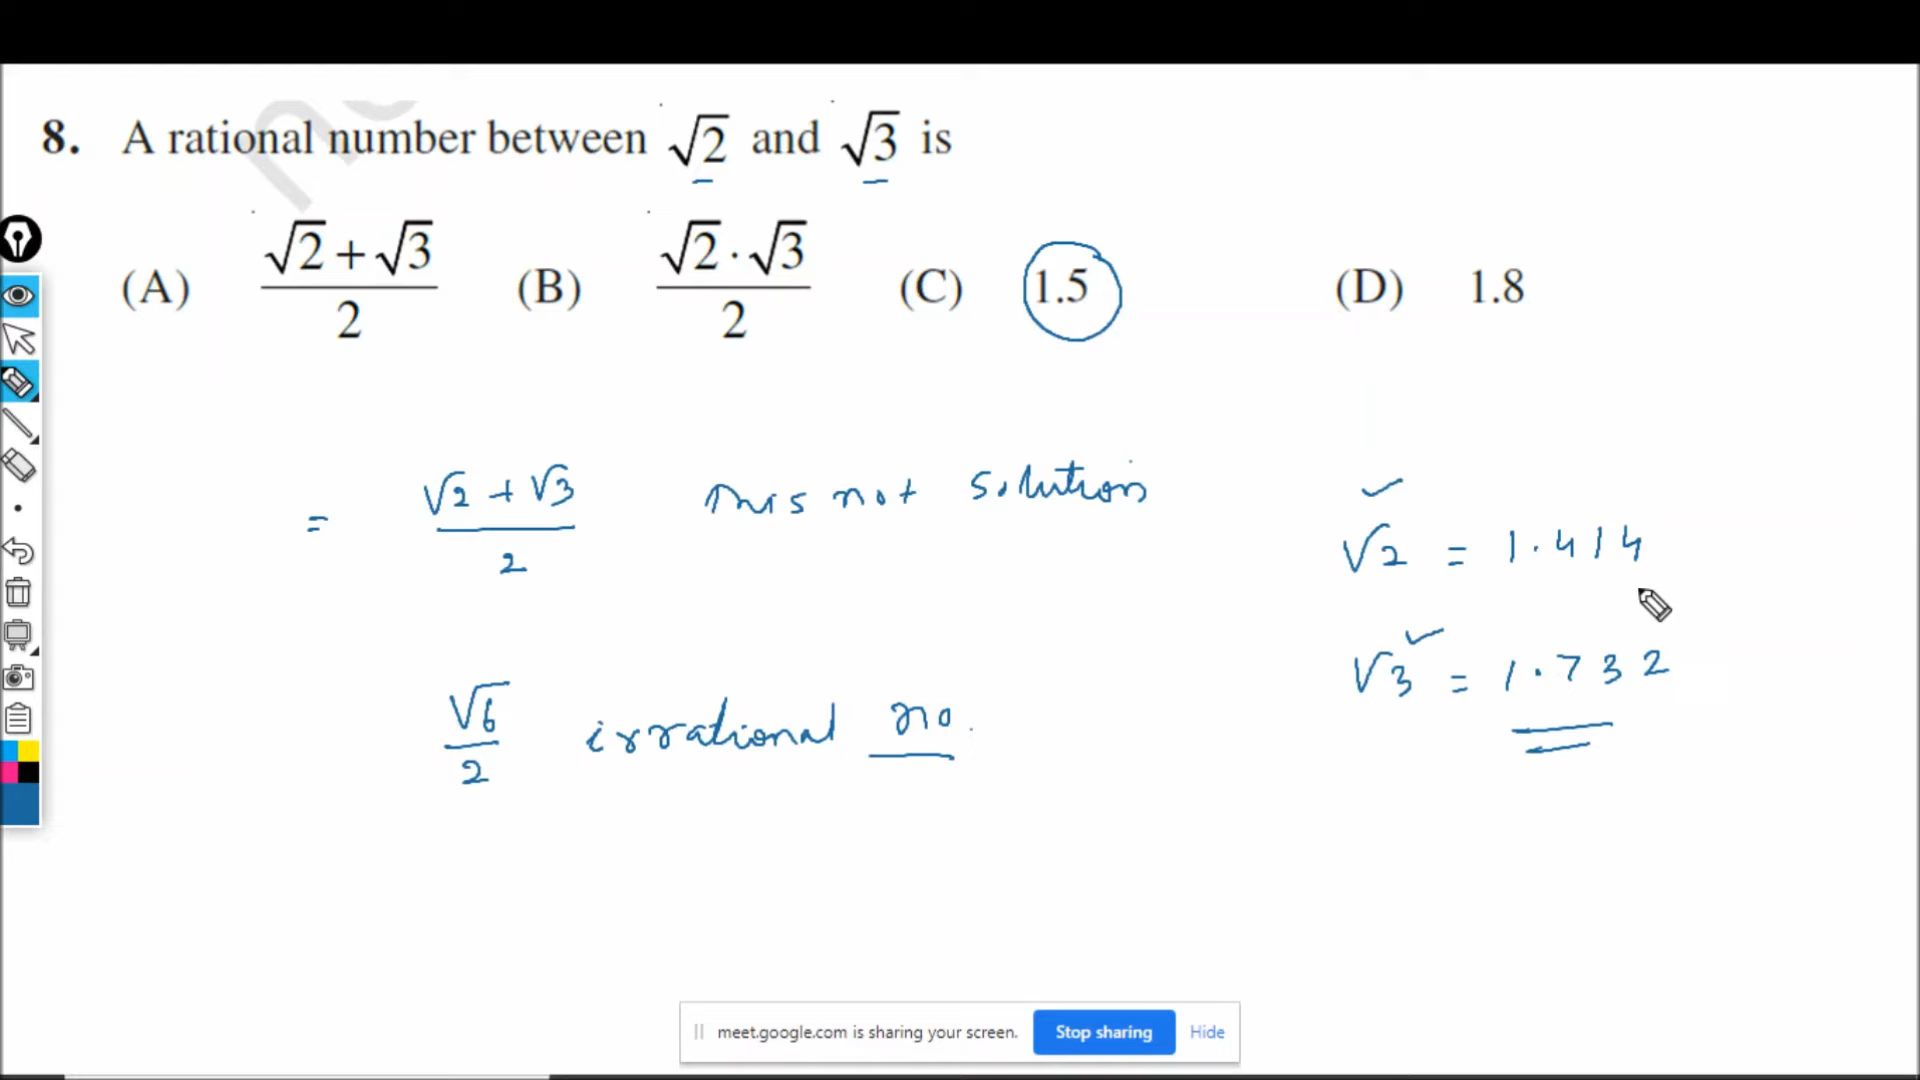 8. A rational number between √2 and √3 is
(A) (√2 + √3)/2 (B) (√2 · √3)/2 (C) 1.5 (D) 1.8
= (√2 + √3)/2 this not solution
√2 = 1.414
√3 = 1.732
√6/2 irrational no.
meet.google.com is sharing your screen. Stop sharing Hide